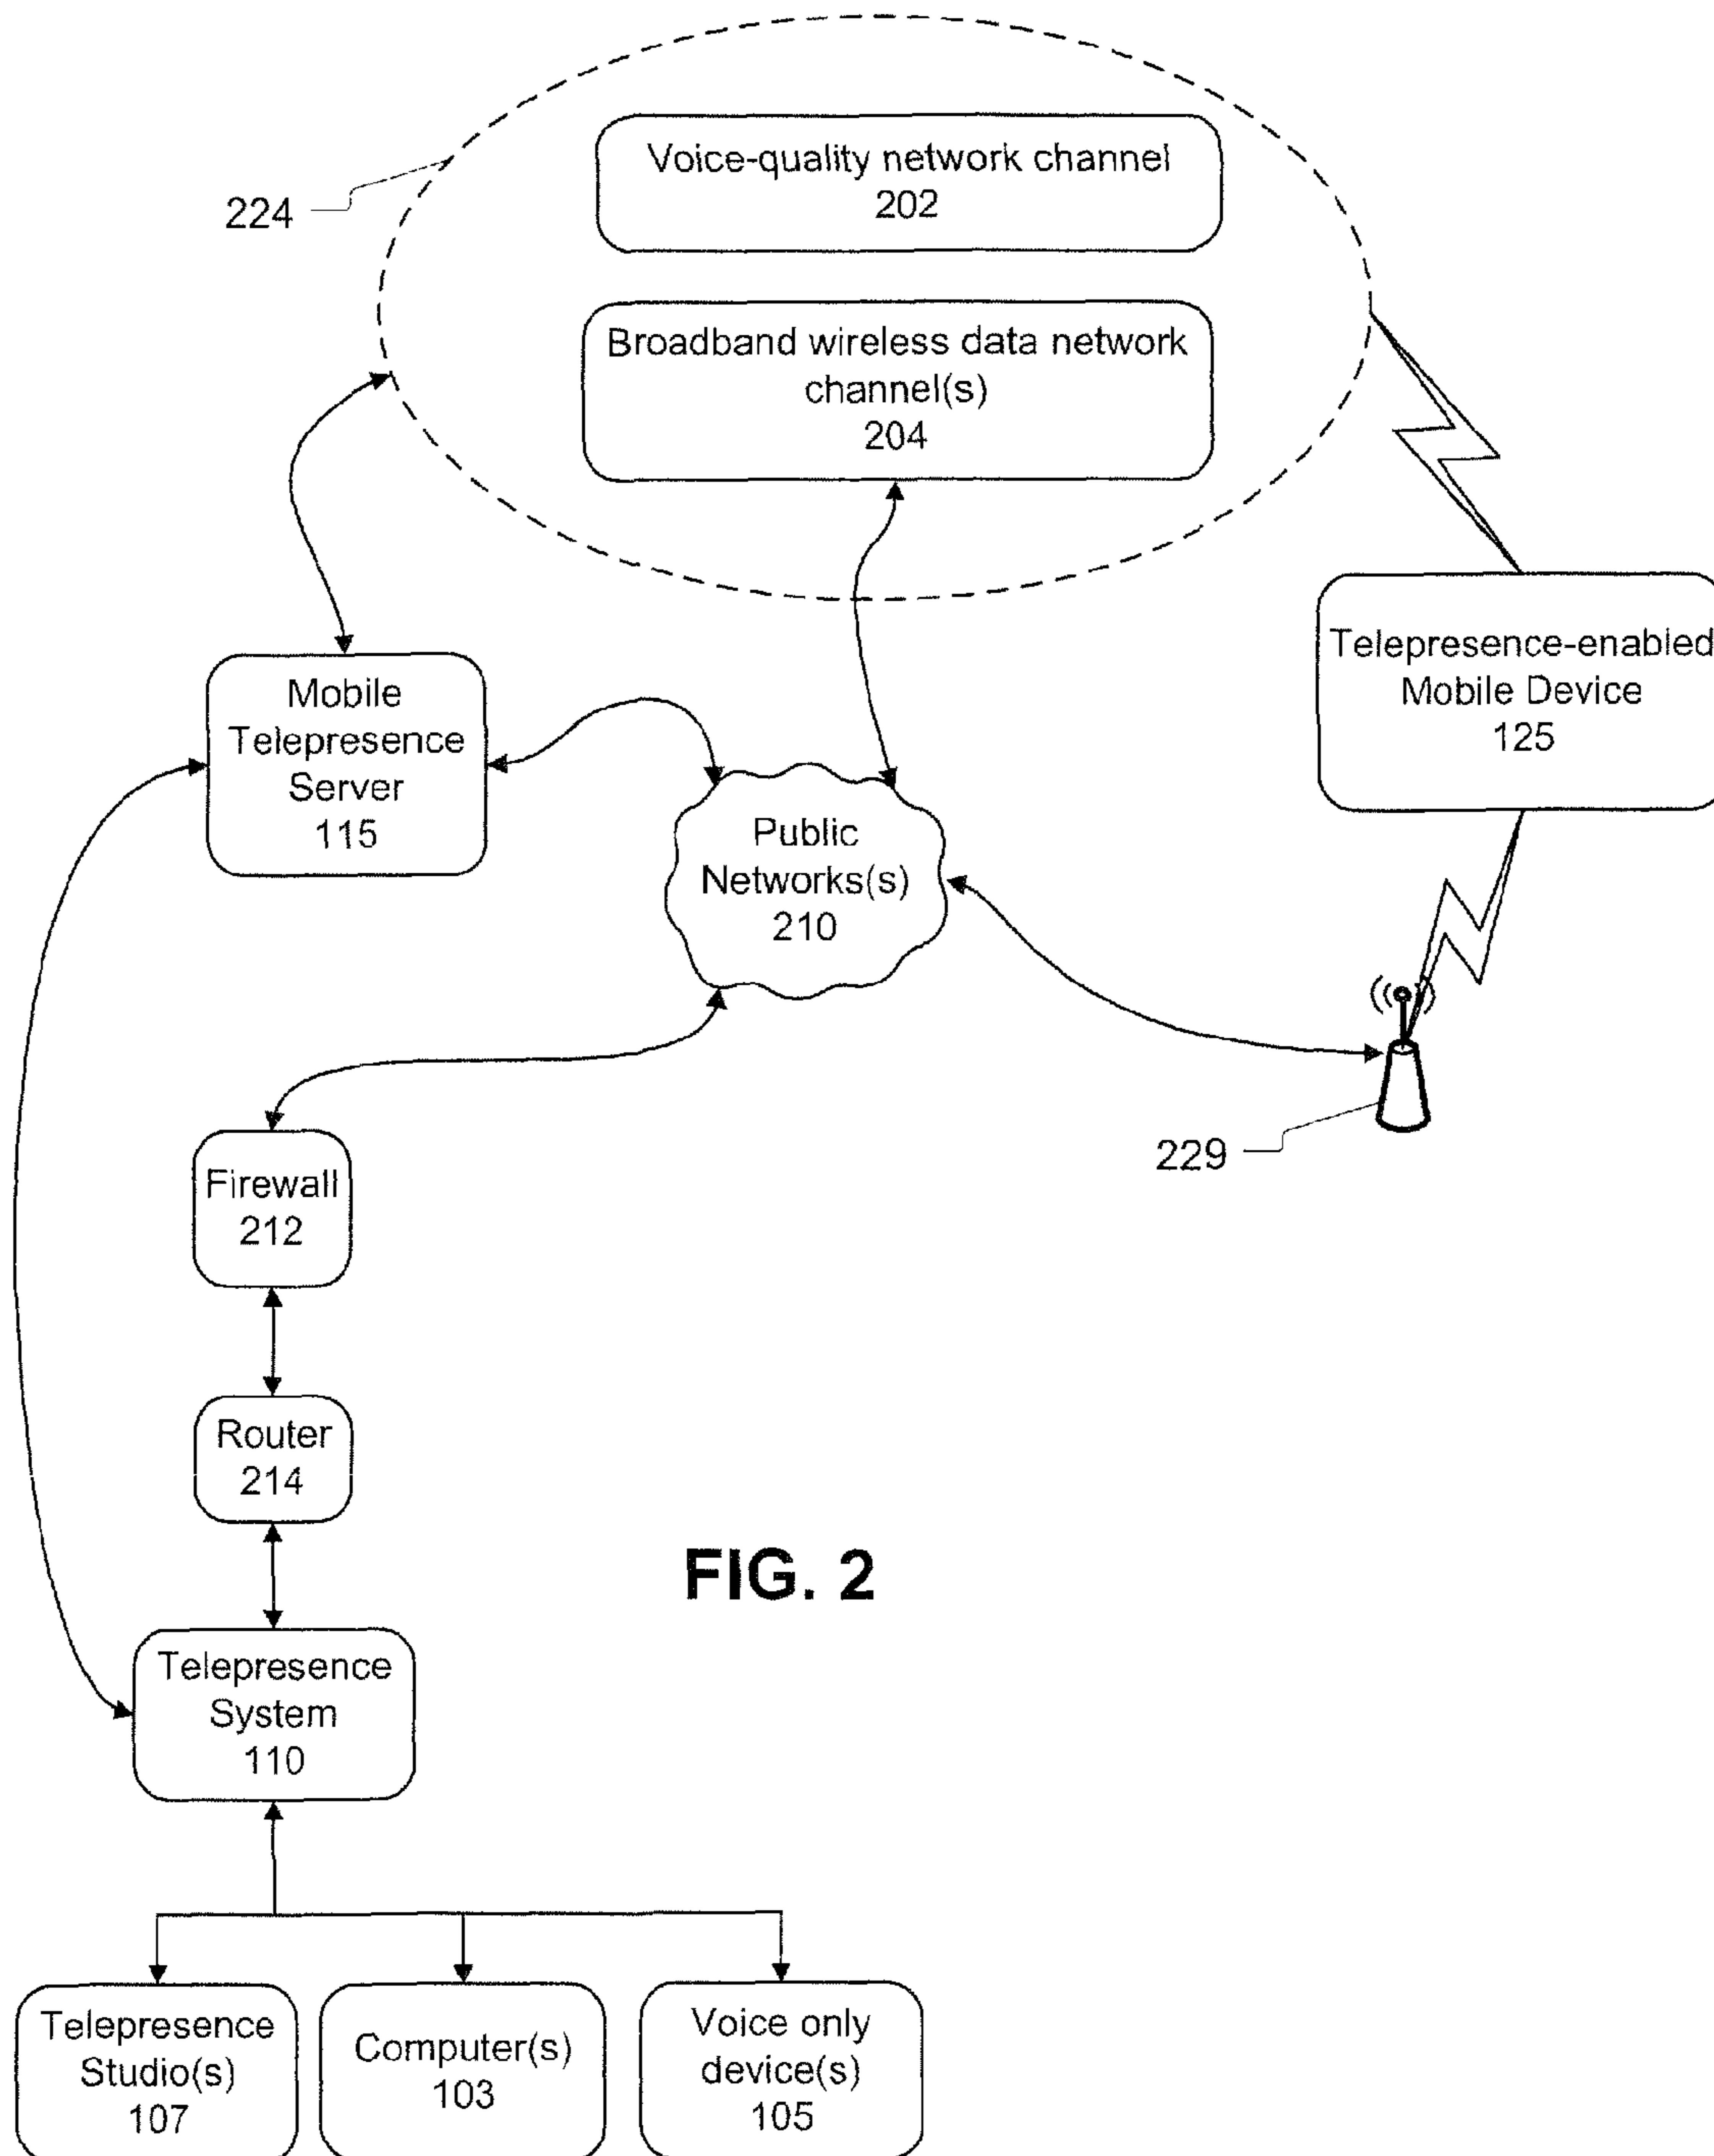 Voice-quality network channel
202
224
Broadband wireless data network
channel(s)
204
Telepresence-enabled
Mobile Device
125
Mobile
Telepresence
Server
115
Public
Networks(s)
210
229
Firewall
212
Router
214
FIG. 2
Telepresence
System
110
Telepresence
Studio(s)
107
Computer(s)
103
Voice only
device(s)
105